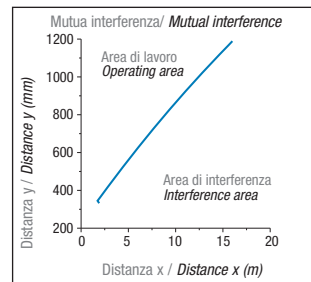 Mutua interferenza/ Mutual interference
1200
1000
800
600
400
200
Area di lavoro
Operating area
Area di interferenza
Interference area
Distanza y / Distance y (mm)
0
5
10
15
20
Distanza x / Distance x (m)